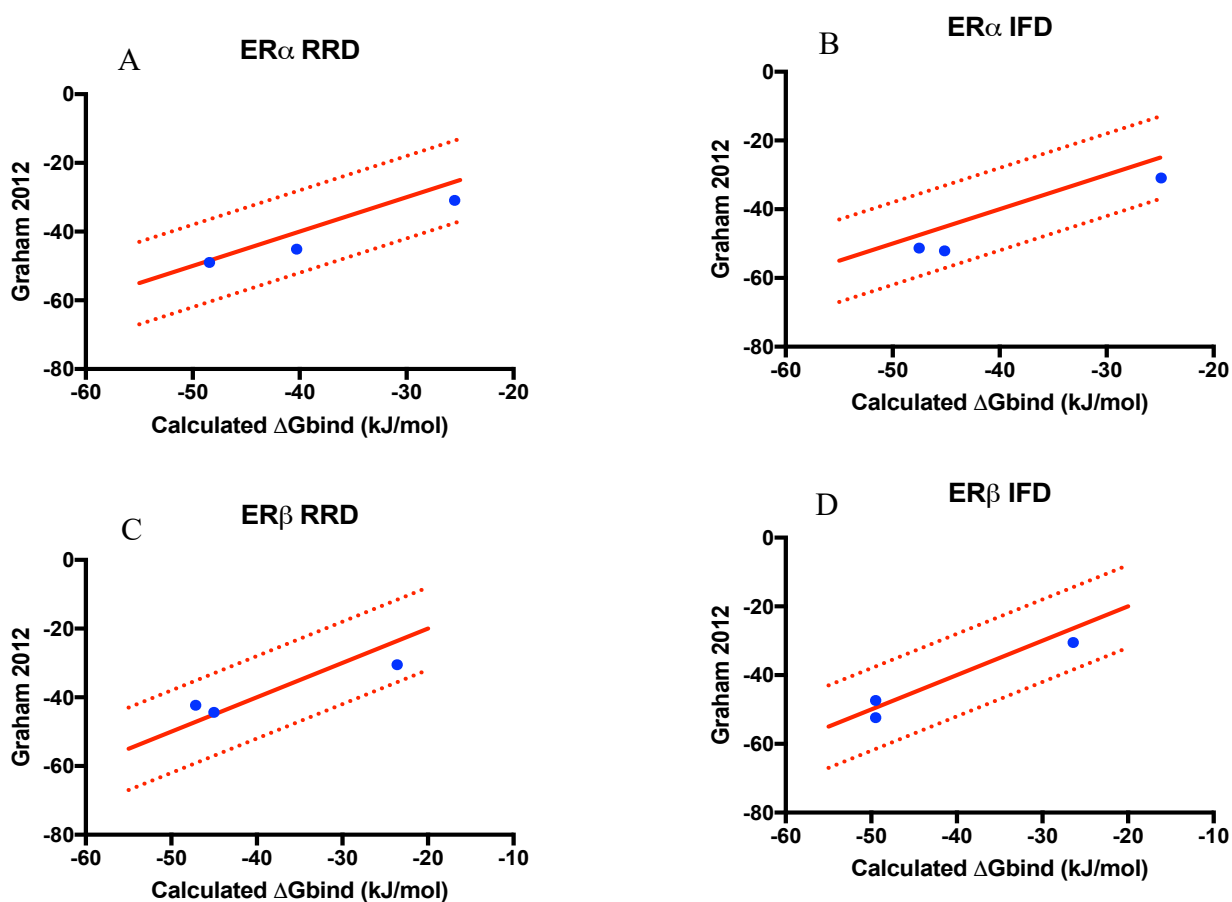 A
ERα RRD
0
-20
-40
-60
-80
Graham 2012
-60
-50
-40
-30
-20
Calculated ΔGbind (kJ/mol)
B
ERα IFD
0
-20
-40
-60
-80
Graham 2012
-60
-50
-40
-30
-20
Calculated ΔGbind (kJ/mol)
C
ERβ RRD
0
-20
-40
-60
-80
Graham 2012
-60
-50
-40
-30
-20
-10
Calculated ΔGbind (kJ/mol)
D
ERβ IFD
0
-20
-40
-60
-80
Graham 2012
-60
-50
-40
-30
-20
-10
Calculated ΔGbind (kJ/mol)